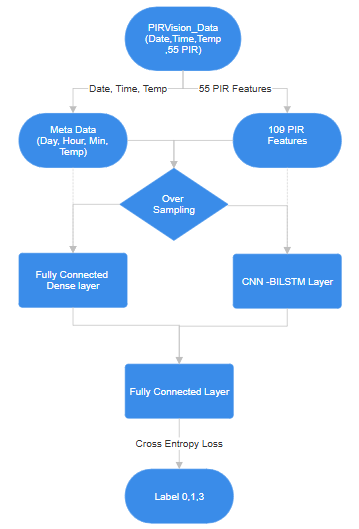 PIRVision_Data
(Date,Time,Temp
,55 PIR)
Date, Time, Temp
55 PIR Features
Meta Data
(Day, Hour, Min,
Temp)
109 PIR
Features
Over
Sampling
Fully Connected
Dense layer
CNN -BILSTM Layer
Fully Connected Layer
Cross Entropy Loss
Label 0,1,3